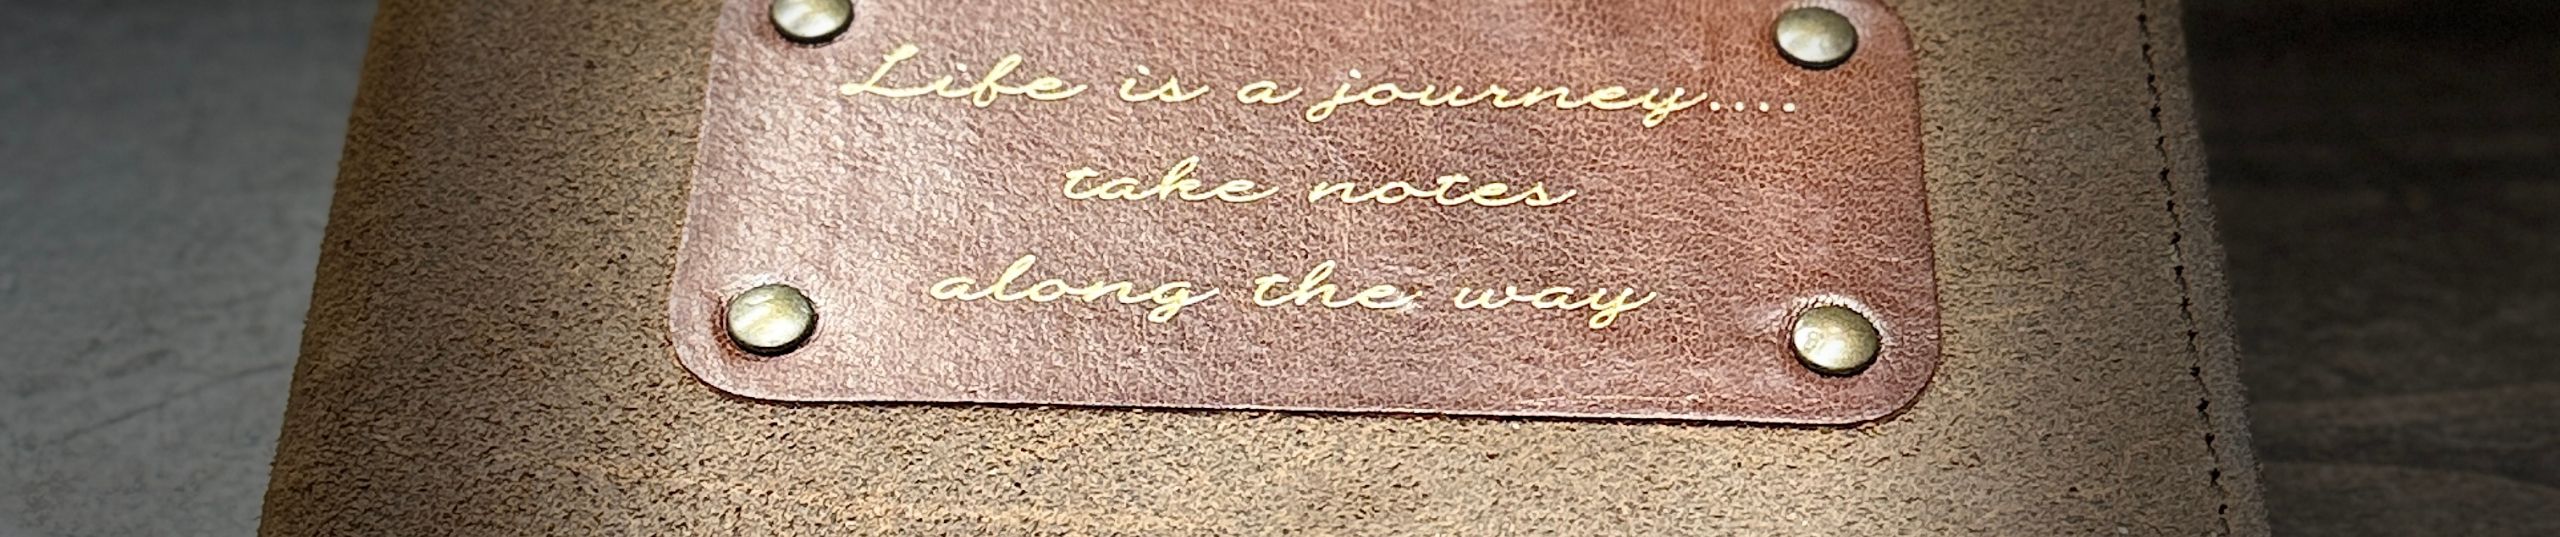 Life is a journey....
take notes
along the way